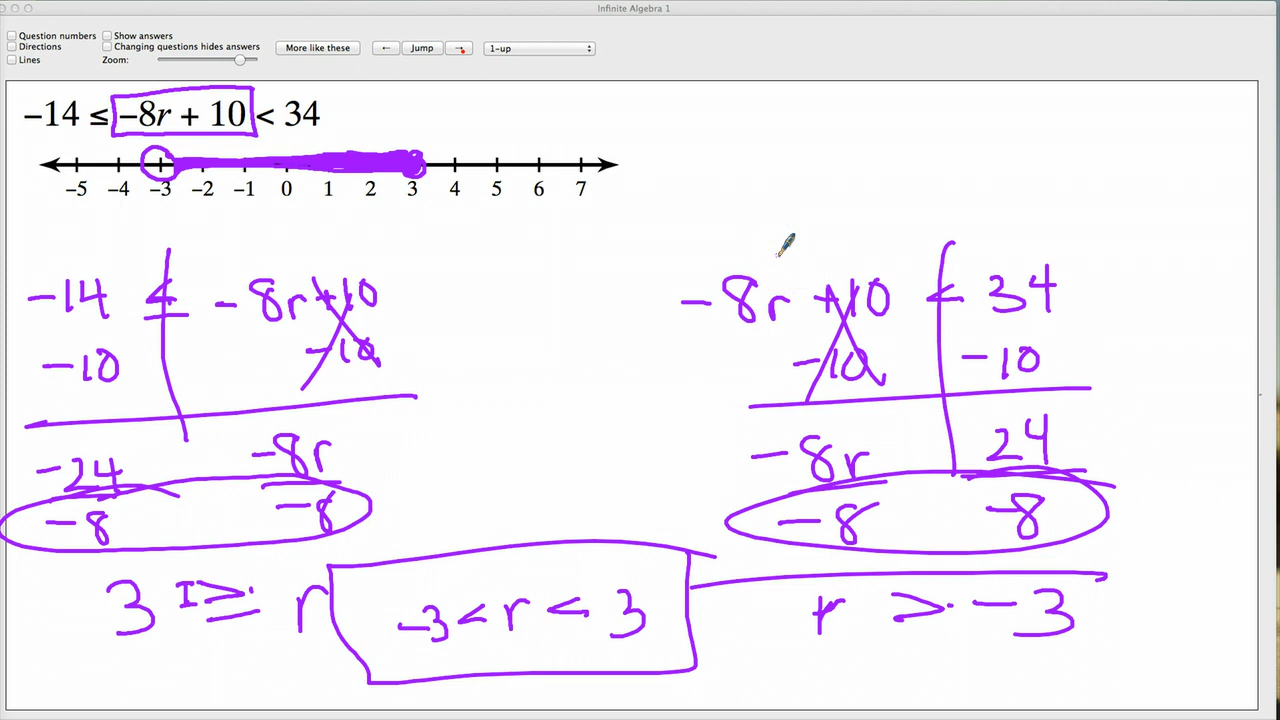 Infinite Algebra 1
Question numbers Show answers
Directions Changing questions hides answers More like these ← Jump → 1-up
Lines Zoom:
−14 ≤ −8r + 10 < 34
−5 −4 −3 −2 −1 0 1 2 3 4 5 6 7
-14 ≤ -8r +10
-10 -10
-24 -8r
-8 -8
3 ≥ r
-8r +10 < 34
-10 -10
-8r 24
-8 -8
r > -3
-3 < r < 3